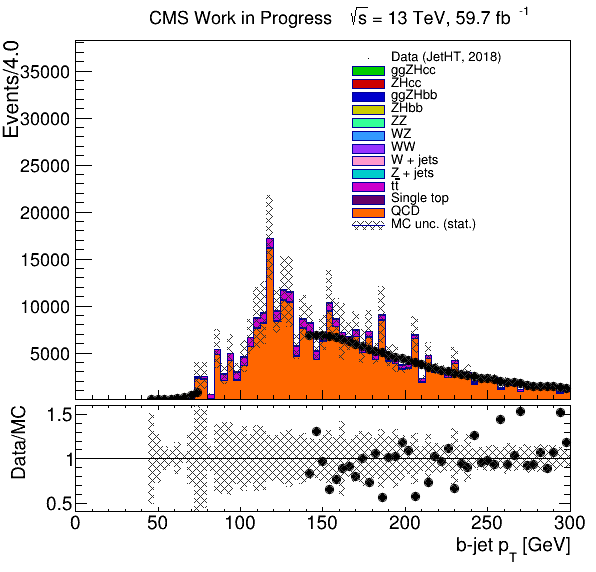 CMS Work in Progress √s = 13 TeV, 59.7 fb -1
Events/4.0
35000
30000
25000
20000
15000
10000
5000
Data (JetHT, 2018)
ggZHcc
ZHcc
ggZHbb
ZHbb
ZZ
WZ
WW
W + jets
Z + jets
tt̅
Single top
QCD
MC unc. (stat.)
Data/MC
1.5
1
0.5
0 50 100 150 200 250 300
b-jet p_T [GeV]